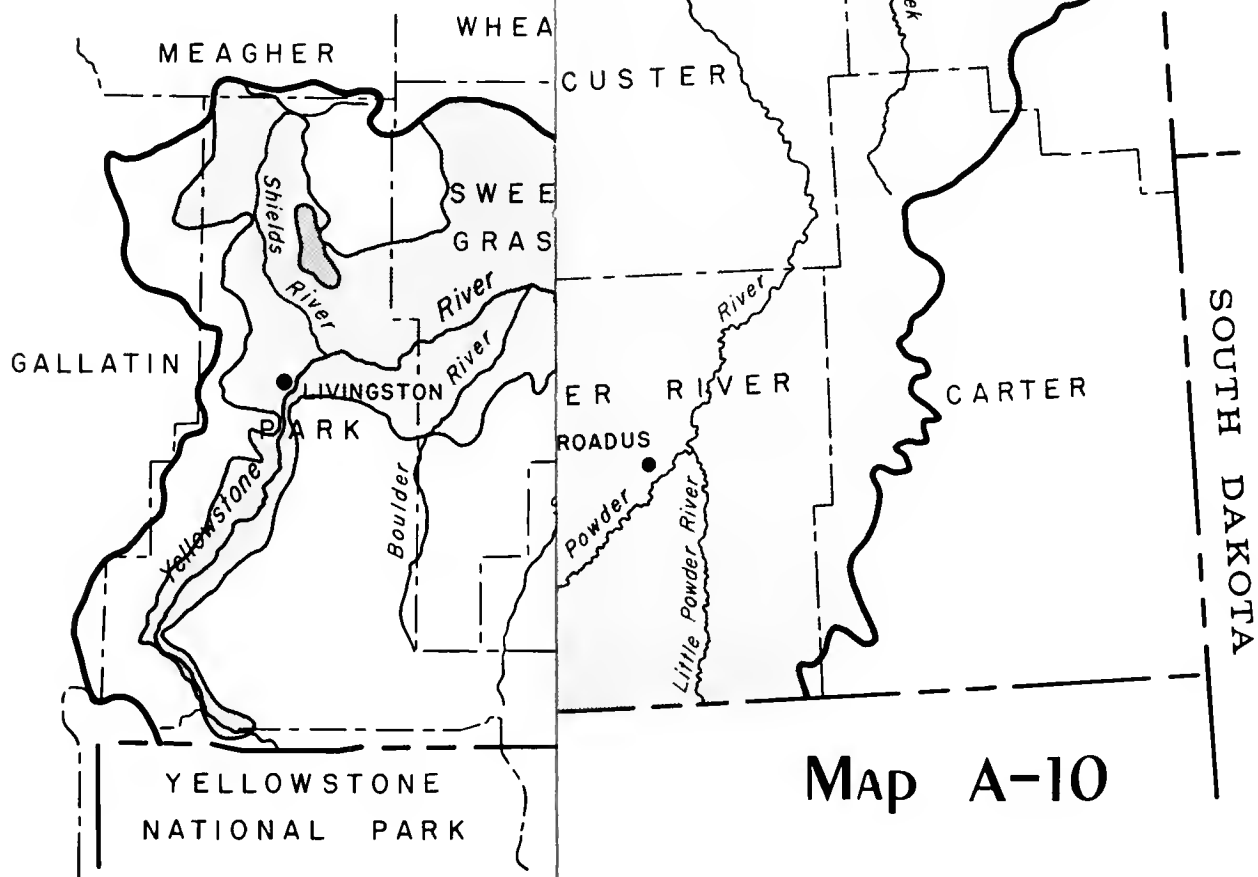 WHEA
MEAGHER
SWEE
GRAS
Shields
River
River
River
GALLATIN
LIVINGSTON
PARK
Yellowstone
Boulder
YELLOWSTONE
NATIONAL PARK
ek
CUSTER
River
ER RIVER
ROADUS
Powder
Little Powder River
CARTER
SOUTH DAKOTA
MAP A-10